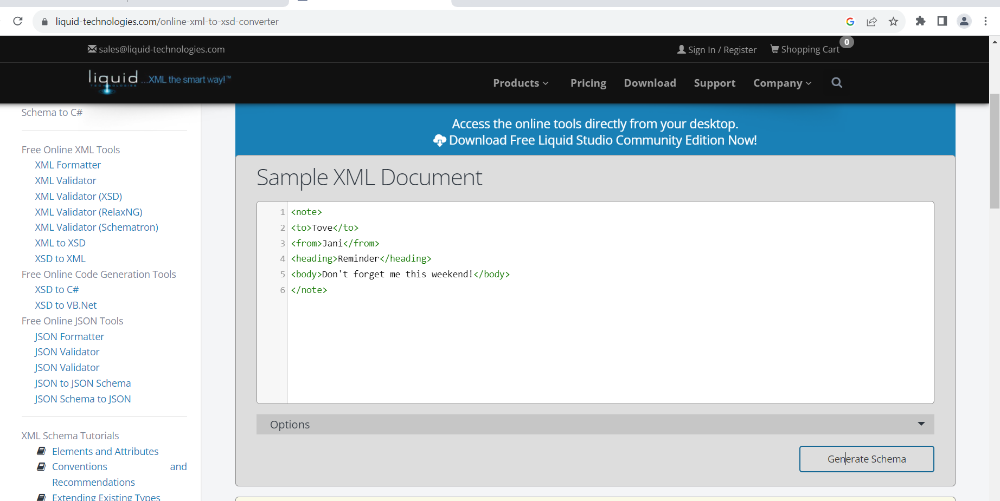 liquid-technologies.com/online-xml-to-xsd-converter
sales@liquid-technologies.com
Sign In / Register
Shopping Cart
0
liquid
TECHNOLOGIES
...XML the smart way!™
Products
Pricing
Download
Support
Company
Schema to C#
Free Online XML Tools
XML Formatter
XML Validator
XML Validator (XSD)
XML Validator (RelaxNG)
XML Validator (Schematron)
XML to XSD
XSD to XML
Free Online Code Generation Tools
XSD to C#
XSD to VB.Net
Free Online JSON Tools
JSON Formatter
JSON Validator
JSON Validator
JSON to JSON Schema
JSON Schema to JSON
XML Schema Tutorials
Elements and Attributes
Conventions and
Recommendations
Extending Existing Types
Access the online tools directly from your desktop.
Download Free Liquid Studio Community Edition Now!
Sample XML Document
1 <note>
2 <to>Tove</to>
3 <from>Jani</from>
4 <heading>Reminder</heading>
5 <body>Don't forget me this weekend!</body>
6 </note>
Options
Generate Schema